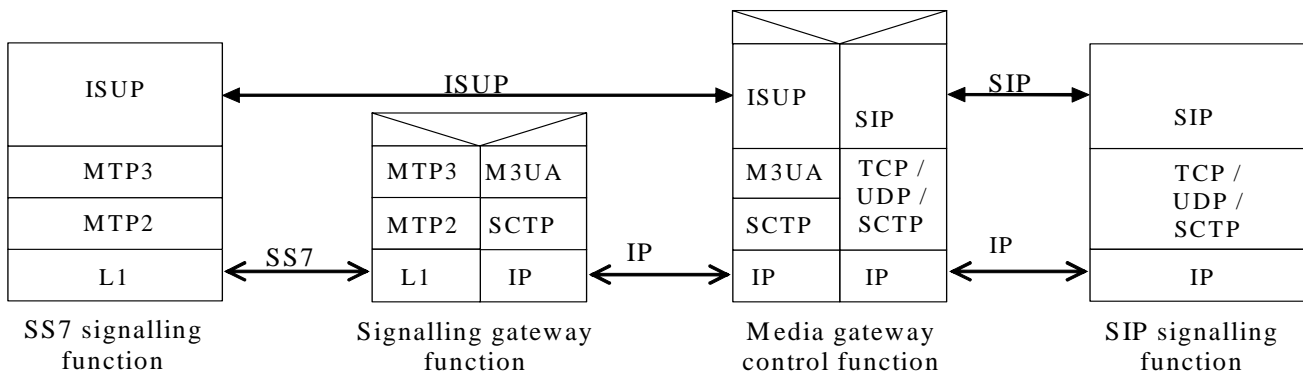 ISUP
MTP3
MTP2
L1
SS7 signalling
function
ISUP
SS7
MTP3
M3UA
MTP2
SCTP
L1
IP
Signalling gateway
function
IP
ISUP
SIP
M3UA
SCTP
TCP /
UDP /
SCTP
IP
IP
Media gateway
control function
SIP
IP
SIP
TCP /
UDP /
SCTP
IP
SIP signalling
function